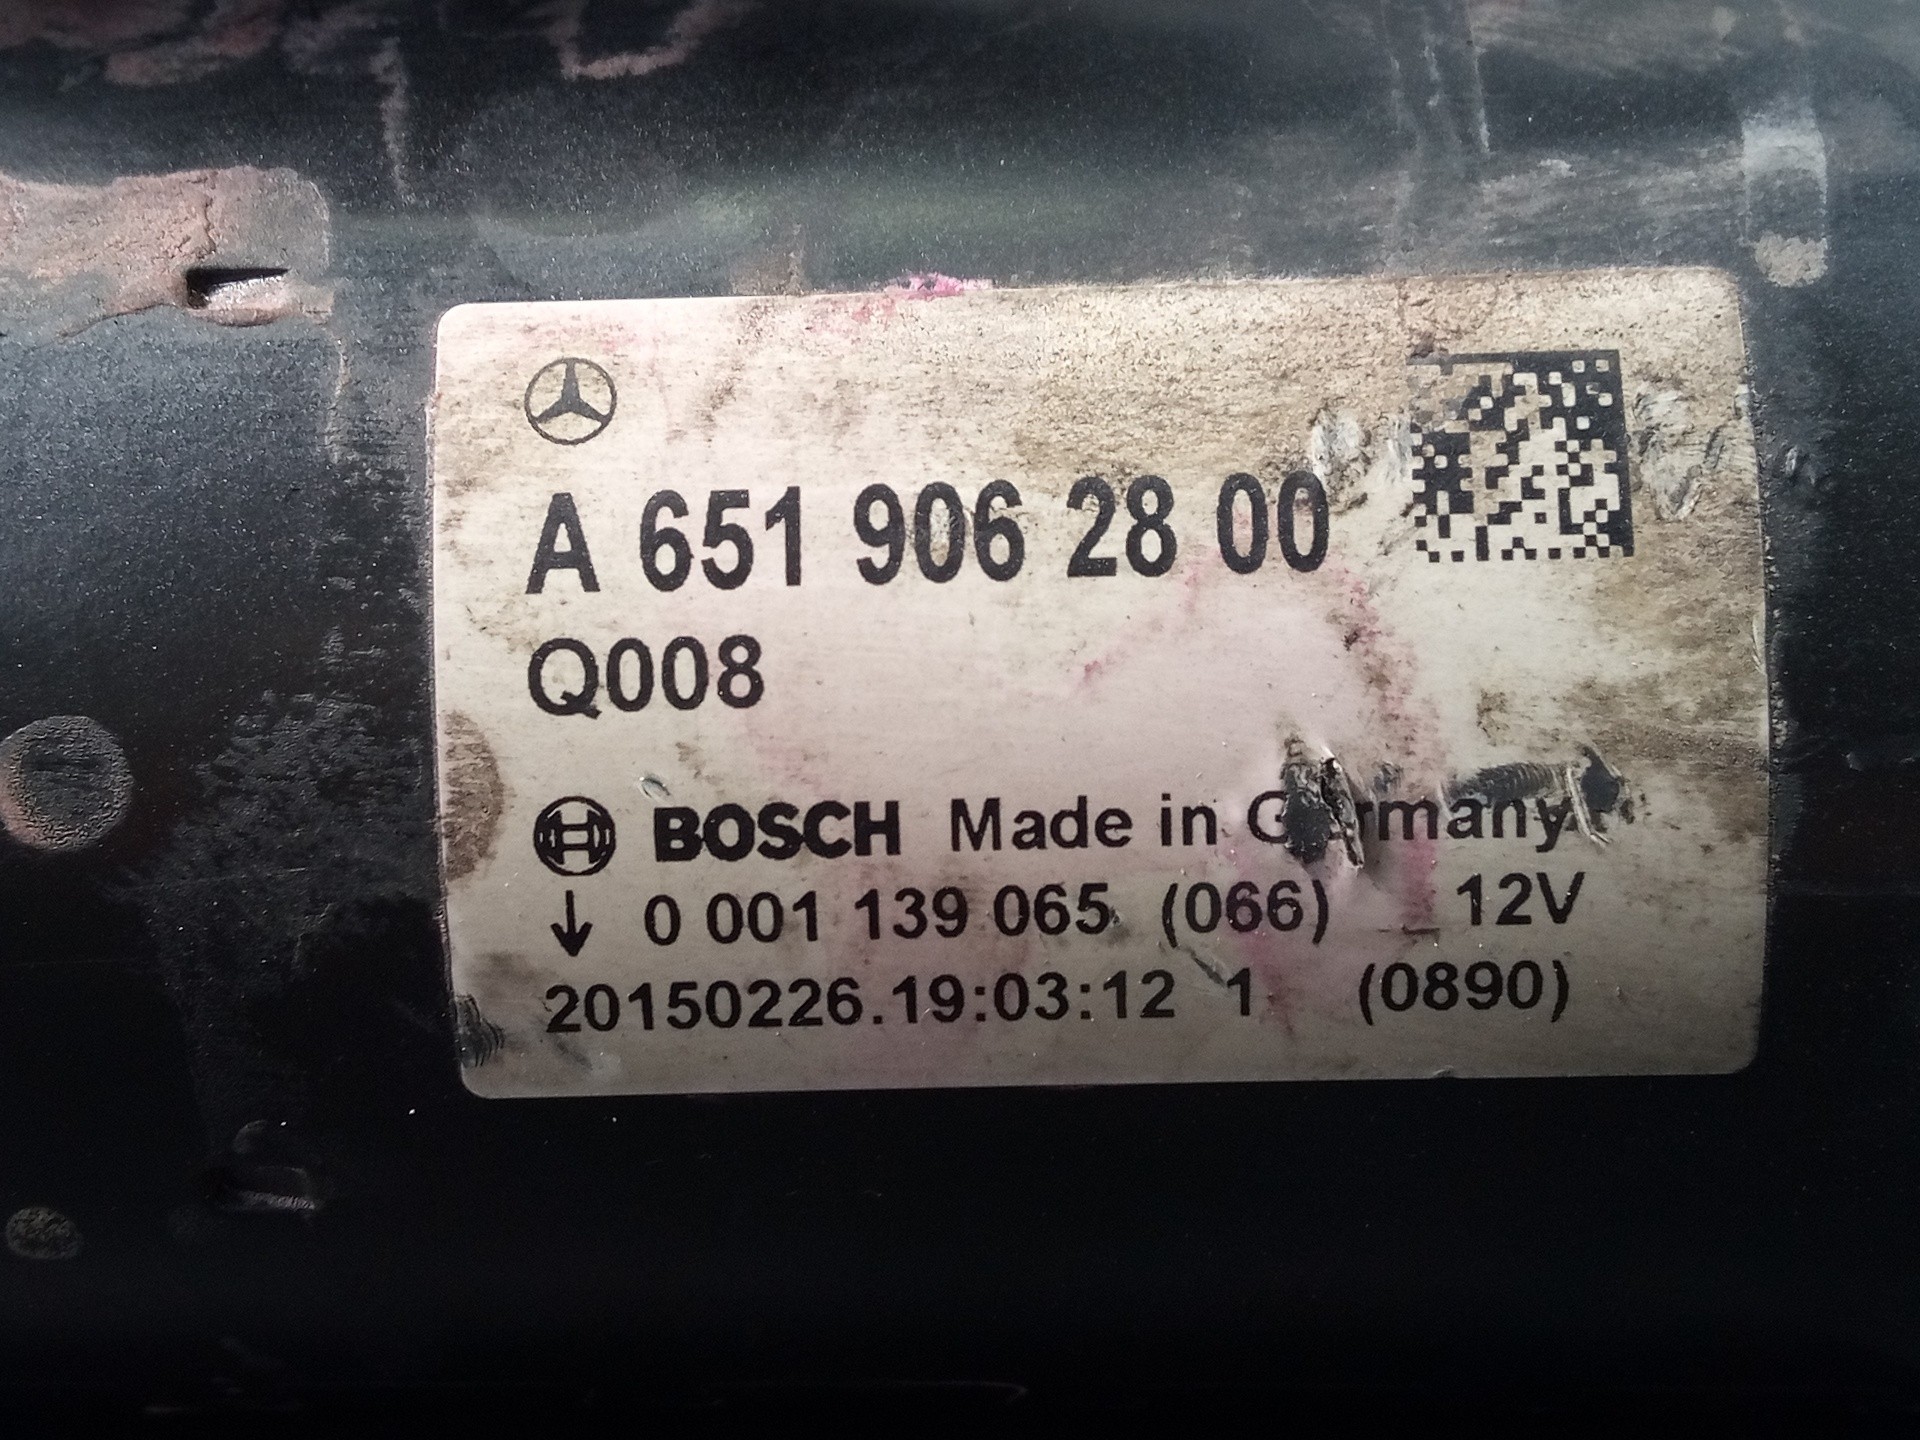 A 651 906 28 00
Q008
BOSCH Made in Germany
↓ 0 001 139 065 (066) 12V
20150226.19:03:12 1 (0890)